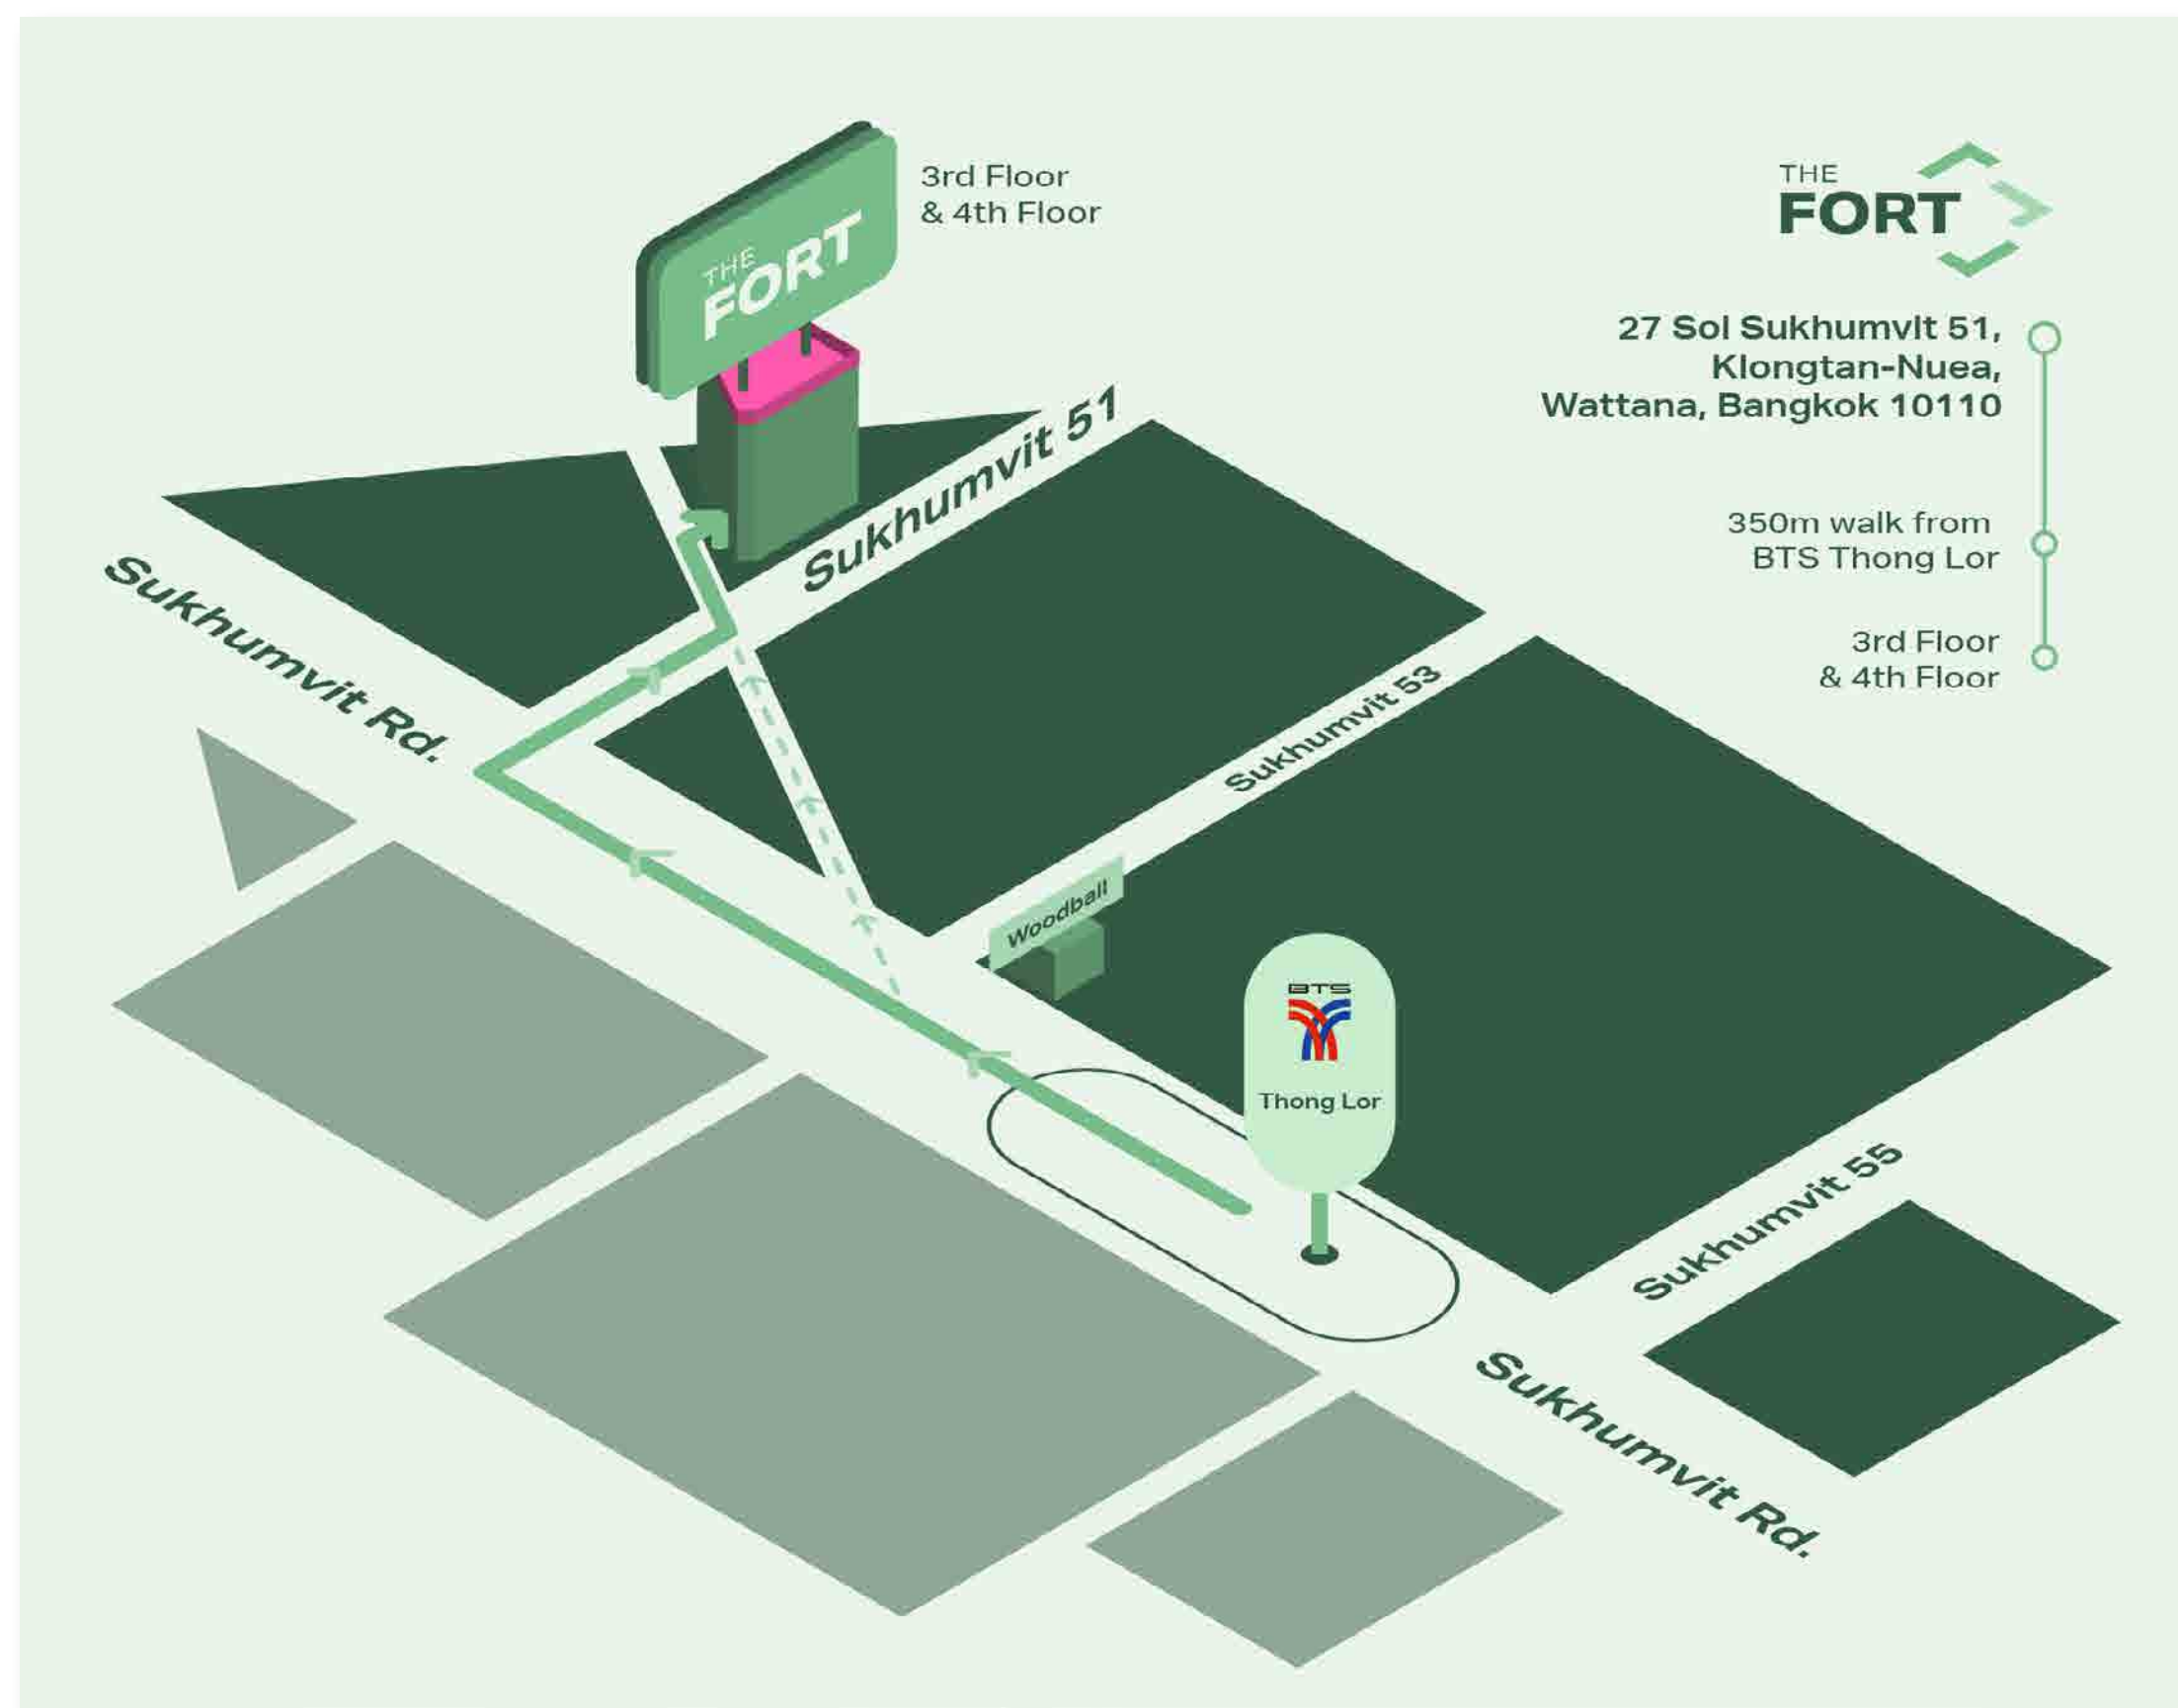 3rd Floor
& 4th Floor
THE
FORT
THE
FORT
27 Soi Sukhumvit 51,
Klongtan-Nuea,
Wattana, Bangkok 10110
350m walk from
BTS Thong Lor
3rd Floor
& 4th Floor
Sukhumvit 51
Sukhumvit Rd.
Sukhumvit 53
Woodball
BTS
Thong Lor
Sukhumvit 55
Sukhumvit Rd.